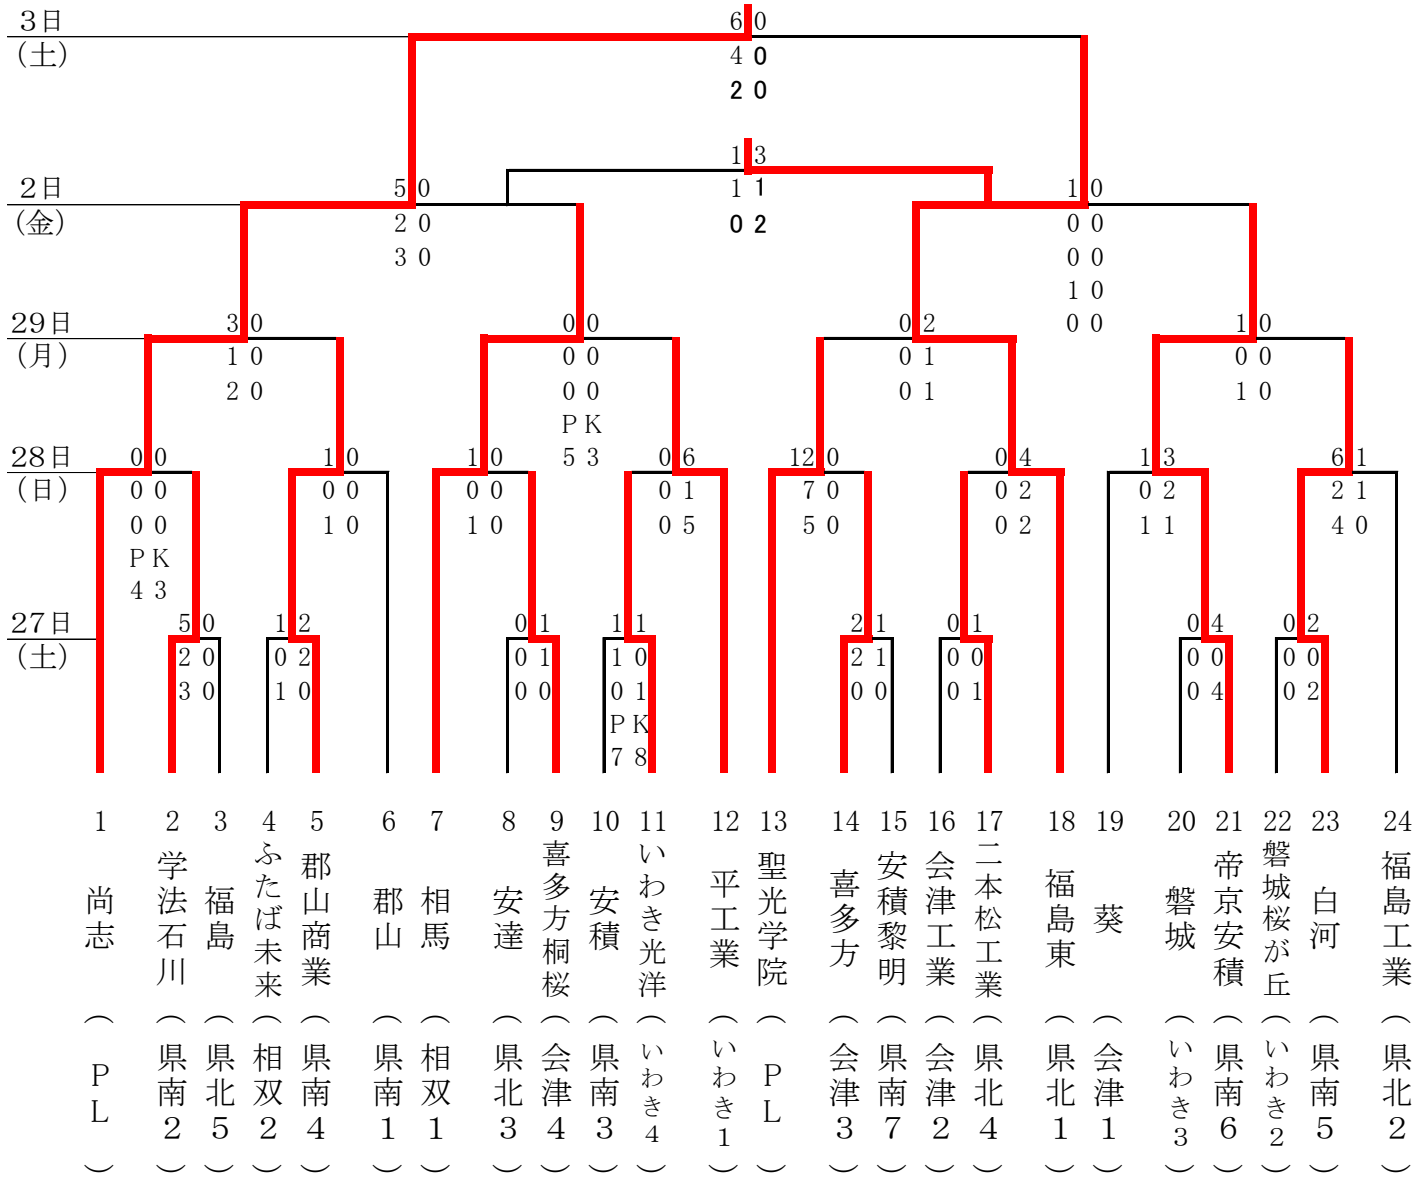 3日
(土)
6 0
4 0
2 0
1 3
1 1
0 2
2日
(金)
5 0
2 0
3 0
1 0
0 0
0 0
1 0
0 0
29日
(月)
3 0
1 0
2 0
0 0
0 0
0 0
P K
5 3
0 2
0 1
0 1
1 0
0 0
1 0
28日
(日)
0 0
0 0
0 0
P K
4 3
1 0
0 0
1 0
1 0
0 0
1 0
0 6
0 1
0 5
12 0
7 0
5 0
0 4
0 2
0 2
1 3
0 2
1 1
6 1
2 1
4 0
27日
(土)
5 0
2 0
3 0
1 2
0 2
1 0
0 1
0 1
0 0
1 1
1 0
0 1
P K
7 8
2 1
2 1
0 0
0 1
0 0
0 1
0 4
0 0
0 4
0 2
0 0
0 2
1 尚志 (PL)
2 学法石川 (県南2)
3 福島 (県北5)
4 ふたば未来 (相双2)
5 郡山商業 (県南4)
6 郡山 (県南1)
7 相馬 (相双1)
8 安達 (県北3)
9 喜多方桐桜 (会津4)
10 安積 (県南3)
11 いわき光洋 (いわき4)
12 平工業 (いわき1)
13 聖光学院 (PL)
14 喜多方 (会津3)
15 安積黎明 (県南7)
16 会津工業 (会津2)
17 二本松工業 (県北4)
18 福島東 (県北1)
19 葵 (会津1)
20 磐城 (いわき3)
21 帝京安積 (県南6)
22 磐城桜が丘 (いわき2)
23 白河 (県南5)
24 福島工業 (県北2)